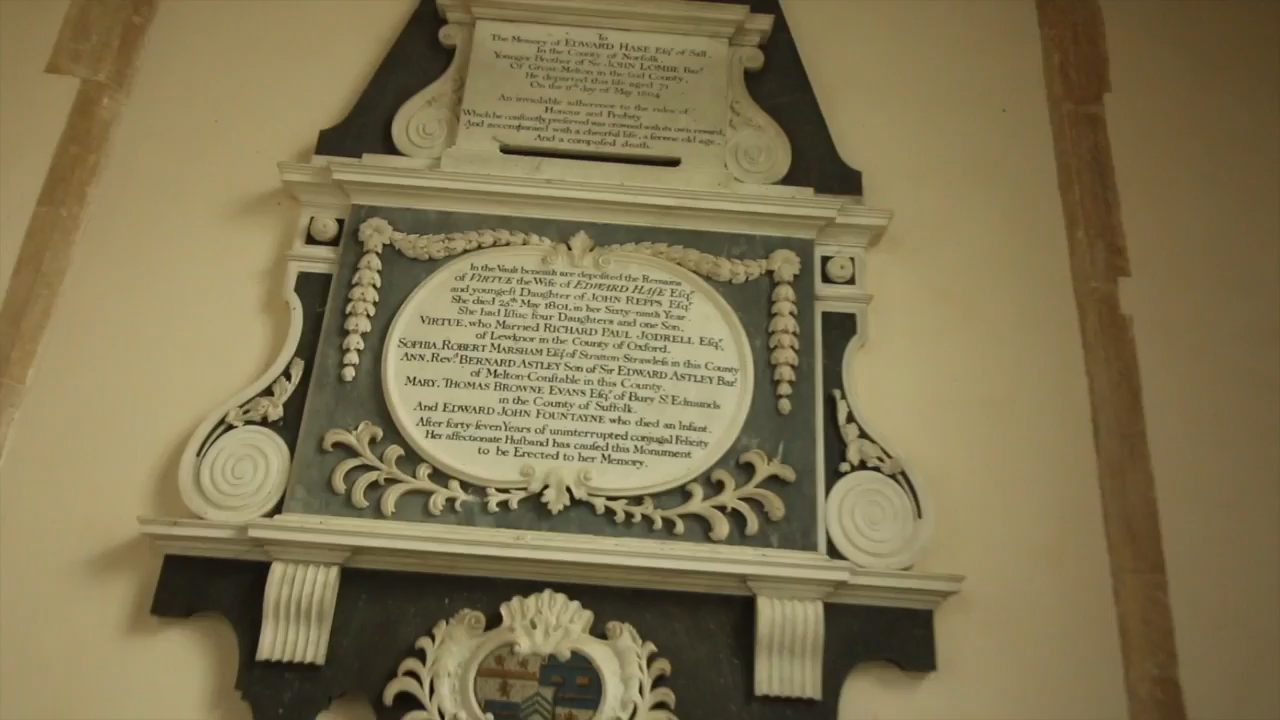 To
The Memory of EDWARD HASE Esqr. of Sall,
In the County of Norfolk,
Younger Brother of Sir JOHN LOMBE Bart.
Of Great-Melton in the said County,
He departed this life aged 71
On the 11th day of May 1804
An inviolable adherence to the rules of
Honour and Probity
Which he constantly preserved was crowned with its own reward,
And accompanied with a cheerful life, a serene old age,
And a composed death.
In the Vault beneath are deposited the Remains
of VIRTUE the Wife of EDWARD HASE Esqr.
and youngest Daughter of JOHN REPPS Esqr.
She died 25th. May 1801, in her Sixty-ninth Year.
She had Issue four Daughters and one Son.
VIRTUE, who Married RICHARD PAUL JODRELL Esqr.
of Lewknor in the County of Oxford.
SOPHIA, ROBERT MARSHAM Esqr. of Stratton-Strawless in this County
ANN, Revd. BERNARD ASTLEY Son of Sir EDWARD ASTLEY Bart.
of Melton-Constable in this County.
MARY, THOMAS BROWNE EVANS Esqr. of Bury St. Edmunds
in the County of Suffolk.
And EDWARD JOHN FOUNTAYNE who died an Infant.
After forty-seven Years of uninterrupted conjugal Felicity
Her affectionate Husband has caused this Monument
to be Erected to her Memory.